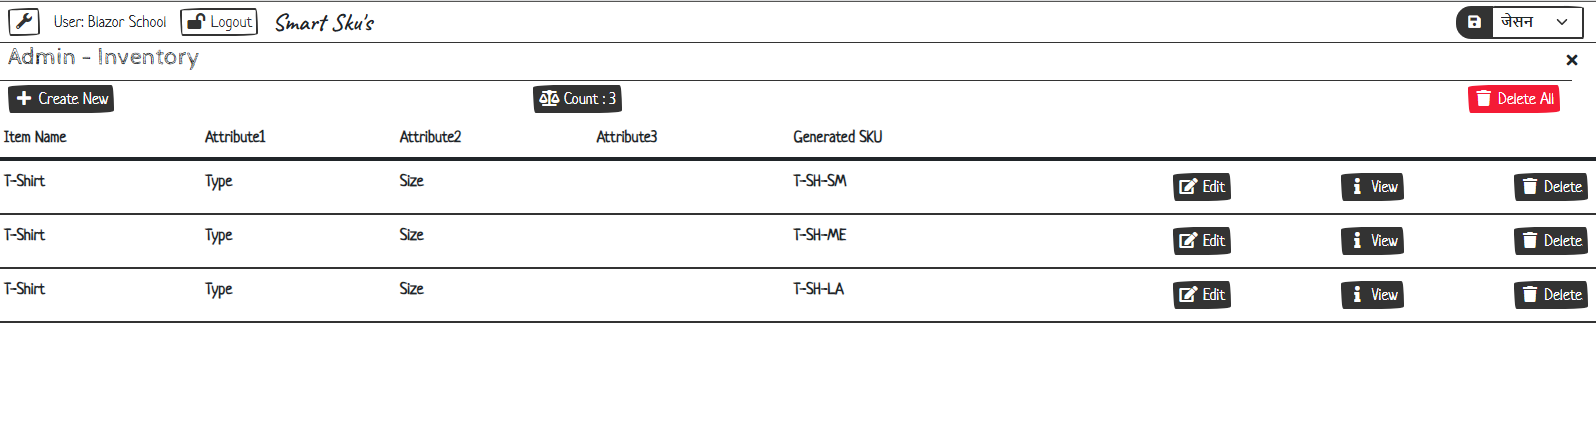 User: Blazor School Logout Smart Sku's जेसन
Admin - Inventory
Create New Count : 3 Delete All
Item Name Attribute1 Attribute2 Attribute3 Generated SKU
T-Shirt Type Size T-SH-SM Edit View Delete
T-Shirt Type Size T-SH-ME Edit View Delete
T-Shirt Type Size T-SH-LA Edit View Delete